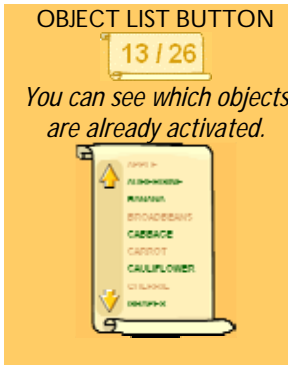 OBJECT LIST BUTTON
13 / 26
You can see which objects
are already activated.
BANANA
BROADBEANS
CABBAGE
CARROT
CAULIFLOWER